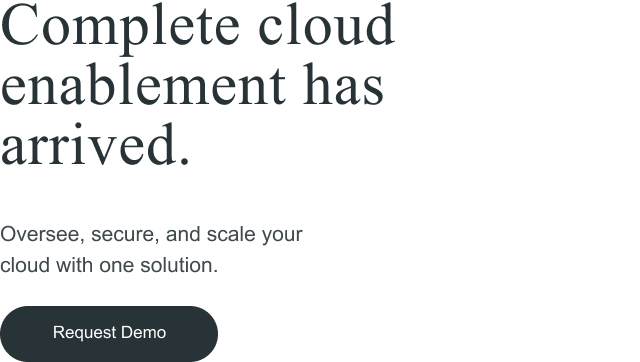 Complete cloud
enablement has
arrived.
Oversee, secure, and scale your
cloud with one solution.
Request Demo